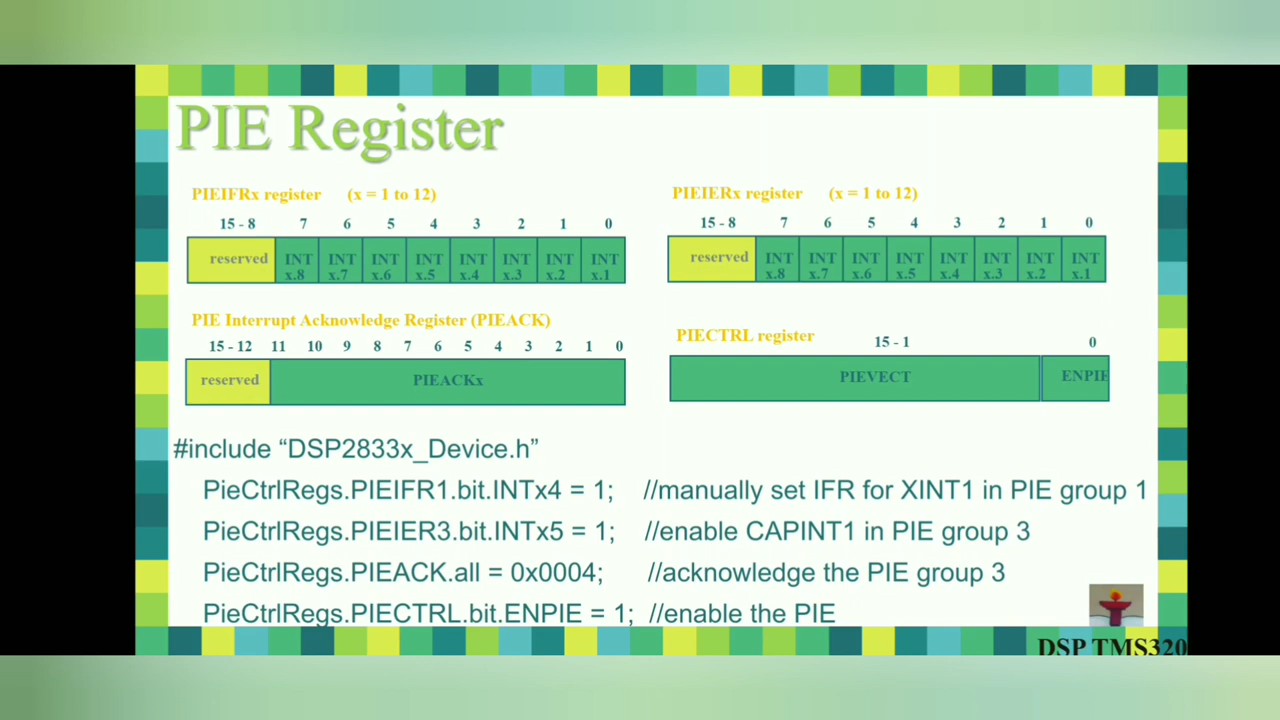 PIE Register
PIEIFRx register (x = 1 to 12)
15 - 8 7 6 5 4 3 2 1 0
reserved INT x.8 INT x.7 INT x.6 INT x.5 INT x.4 INT x.3 INT x.2 INT x.1
PIEIERx register (x = 1 to 12)
15 - 8 7 6 5 4 3 2 1 0
reserved INT x.8 INT x.7 INT x.6 INT x.5 INT x.4 INT x.3 INT x.2 INT x.1
PIE Interrupt Acknowledge Register (PIEACK)
15 - 12 11 10 9 8 7 6 5 4 3 2 1 0
reserved PIEACKx
PIECTRL register 15 - 1 0
PIEVECT ENPIE
#include “DSP2833x_Device.h”
PieCtrlRegs.PIEIFR1.bit.INTx4 = 1; //manually set IFR for XINT1 in PIE group 1
PieCtrlRegs.PIEIER3.bit.INTx5 = 1; //enable CAPINT1 in PIE group 3
PieCtrlRegs.PIEACK.all = 0x0004; //acknowledge the PIE group 3
PieCtrlRegs.PIECTRL.bit.ENPIE = 1; //enable the PIE
DSP TMS320